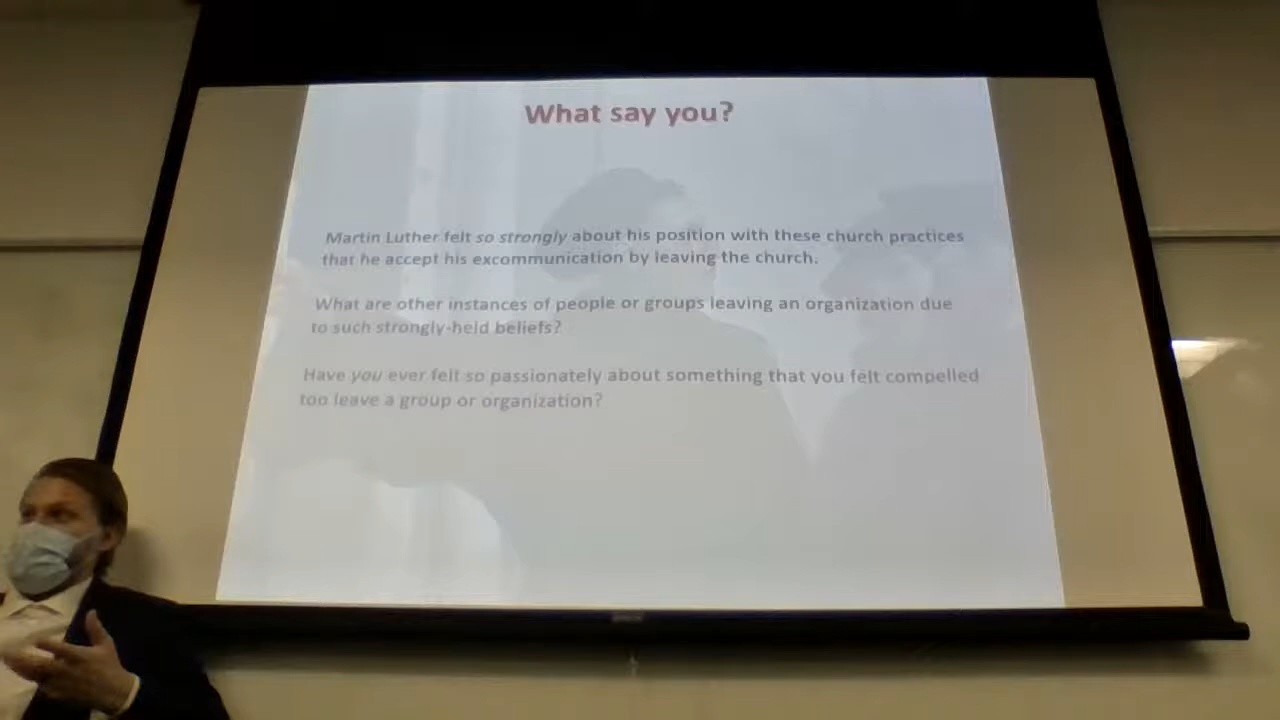 What say you?
Martin Luther felt so strongly about his position with these church practices
that he accept his excommunication by leaving the church.
What are other instances of people or groups leaving an organization due
to such strongly-held beliefs?
Have you ever felt so passionately about something that you felt compelled
too leave a group or organization?